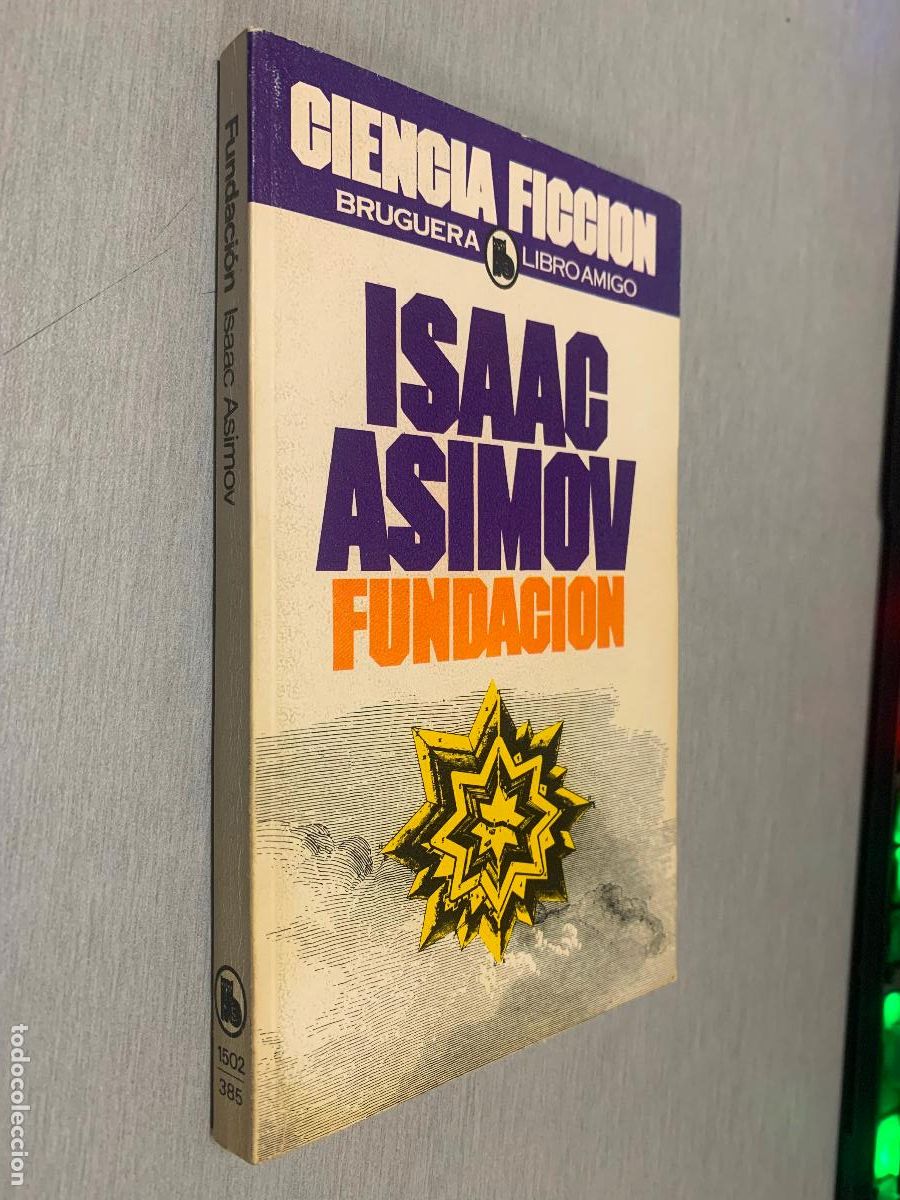 CIENCIA FICCION
BRUGUERA LIBRO AMIGO
ISAAC
ASIMOV
FUNDACION
Fundación Isaac Asimov
1502
385
todocoleccion